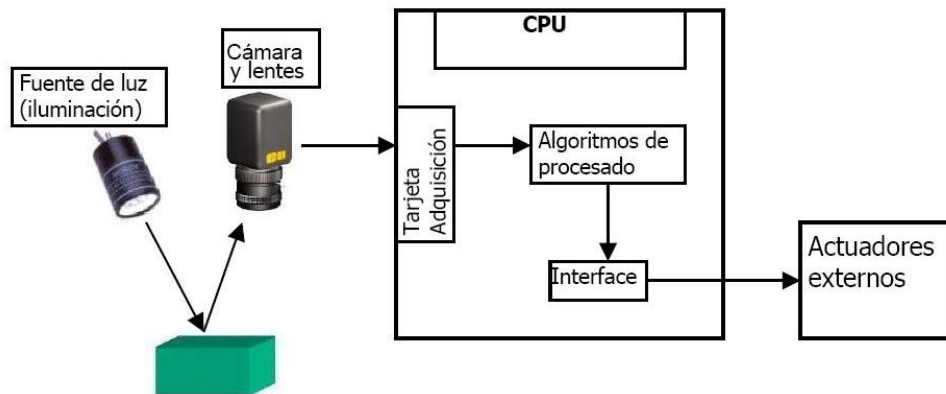 Fuente de luz
(iluminación)
Cámara
y lentes
CPU
Tarjeta
Adquisición
Algoritmos de
procesado
Interface
Actuadores
externos